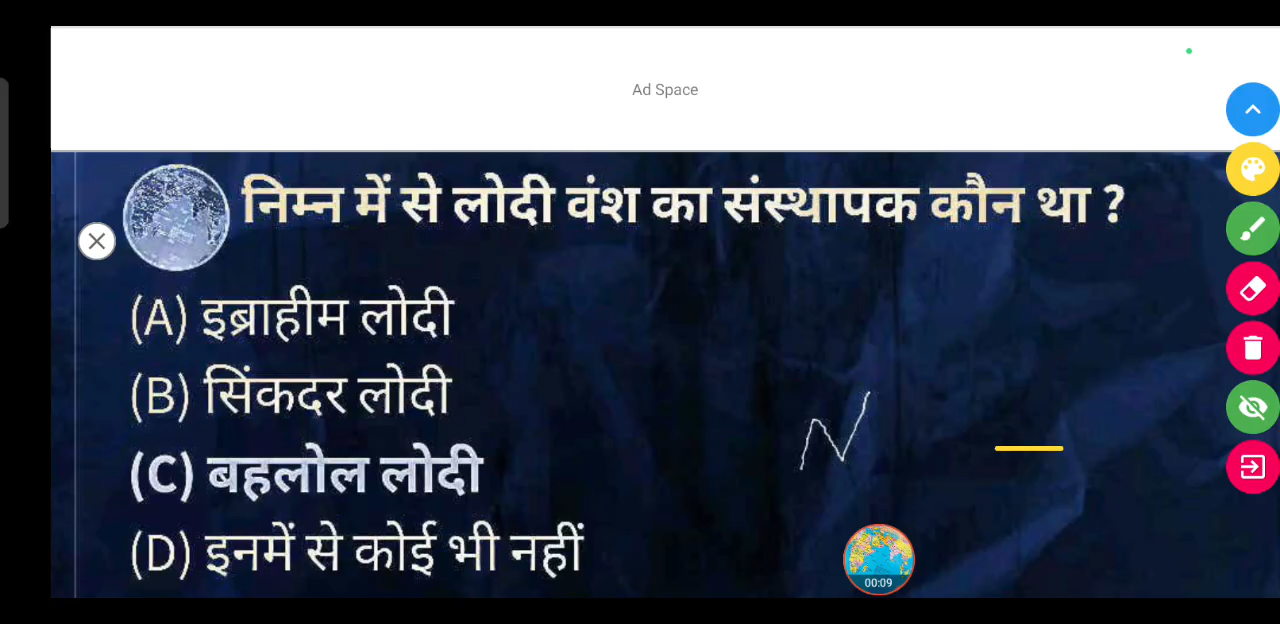 Ad Space
निम्न में से लोदी वंश का संस्थापक कौन था ?
(A) इब्राहीम लोदी
(B) सिंकदर लोदी
(C) बहलोल लोदी
(D) इनमें से कोई भी नहीं
N
00:09